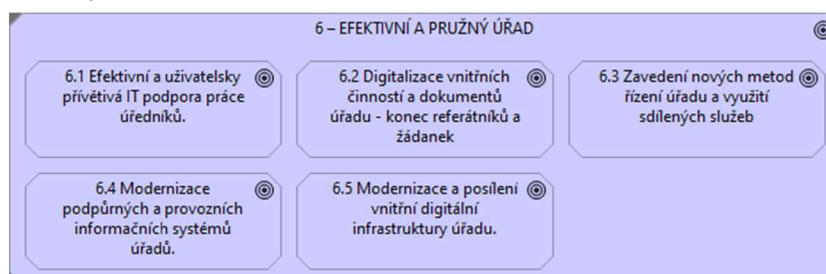 6 – EFEKTIVNÍ A PRUŽNÝ ÚŘAD
6.1 Efektivní a uživatelsky
přívětivá IT podpora práce
úředníků.
6.2 Digitalizace vnitřních
činností a dokumentů
úřadu - konec referátníků a
žádanek
6.3 Zavedení nových metod
řízení úřadu a využití
sdílených služeb
6.4 Modernizace
podpůrných a provozních
informačních systémů
úřadů.
6.5 Modernizace a posílení
vnitřní digitální
infrastruktury úřadu.